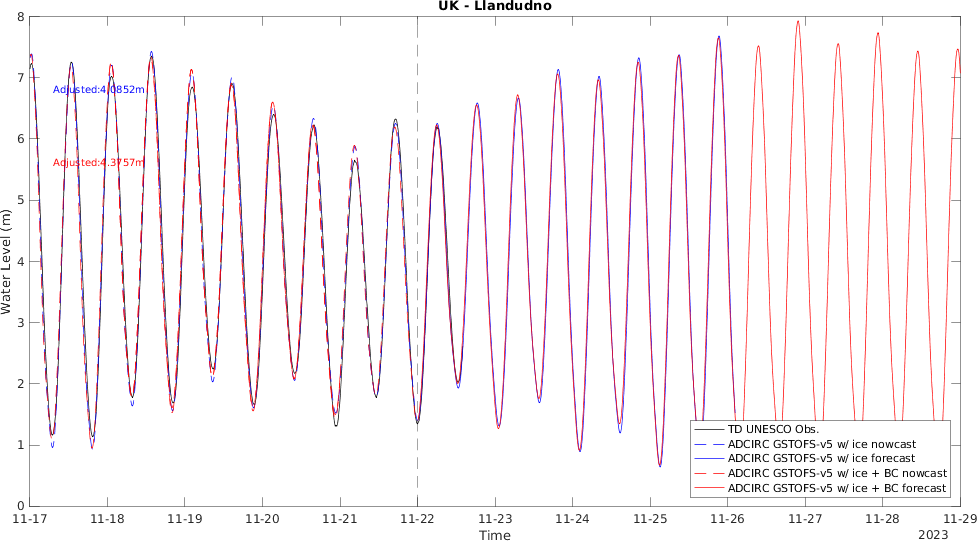 UK - Llandudno
8
7
6
5
4
3
2
1
0
Water Level (m)
Adjusted:4.0852m
Adjusted:4.3757m
TD UNESCO Obs.
ADCIRC GSTOFS-v5 w/ ice nowcast
ADCIRC GSTOFS-v5 w/ ice forecast
ADCIRC GSTOFS-v5 w/ ice + BC nowcast
ADCIRC GSTOFS-v5 w/ ice + BC forecast
11-17 11-18 11-19 11-20 11-21 11-22 11-23 11-24 11-25 11-26 11-27 11-28 11-29
Time
2023